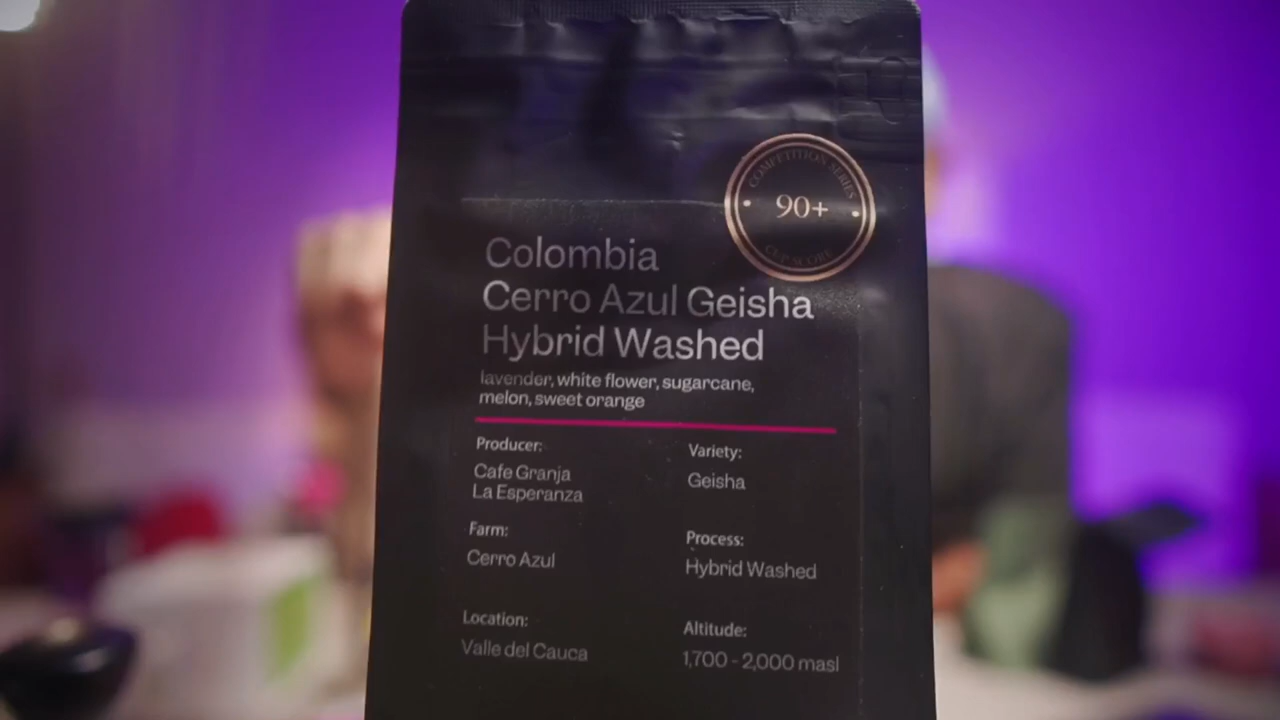 COMPETITION SERIES
90+
CUP SCORE
Colombia
Cerro Azul Geisha
Hybrid Washed
lavender, white flower, sugarcane,
melon, sweet orange
Producer:
Cafe Granja
La Esperanza
Variety:
Geisha
Farm:
Cerro Azul
Process:
Hybrid Washed
Location:
Valle del Cauca
Altitude:
1,700 - 2,000 masl